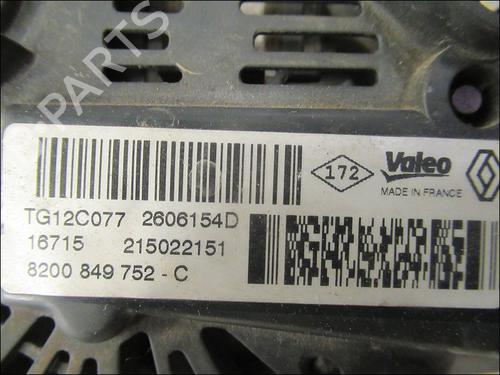 PARTS
172
Valeo
MADE IN FRANCE
TG12C077 2606154D
16715 215022151
8200 849 752 - C